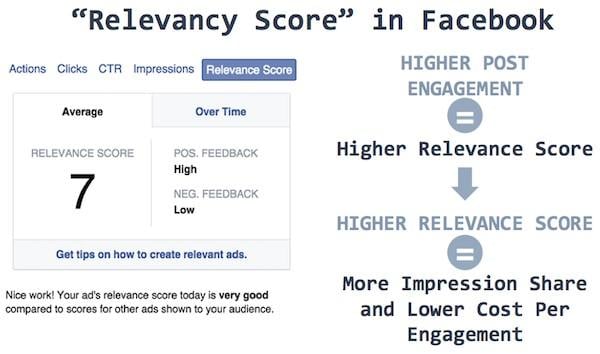 “Relevancy Score” in Facebook
Actions Clicks CTR Impressions Relevance Score
Average
Over Time
RELEVANCE SCORE
7
POS. FEEDBACK
High
NEG. FEEDBACK
Low
Get tips on how to create relevant ads.
Nice work! Your ad's relevance score today is very good
compared to scores for other ads shown to your audience.
HIGHER POST
ENGAGEMENT
=
Higher Relevance Score
HIGHER RELEVANCE SCORE
=
More Impression Share
and Lower Cost Per
Engagement